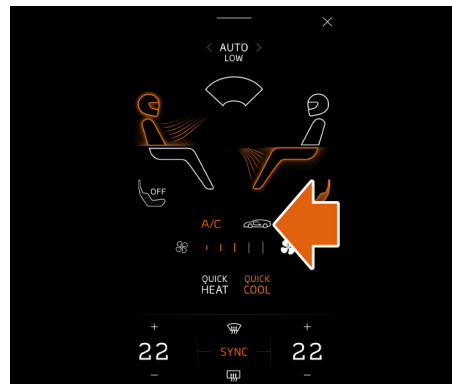 AUTO
LOW
OFF
A/C
QUICK HEAT
QUICK COOL
22
SYNC
22